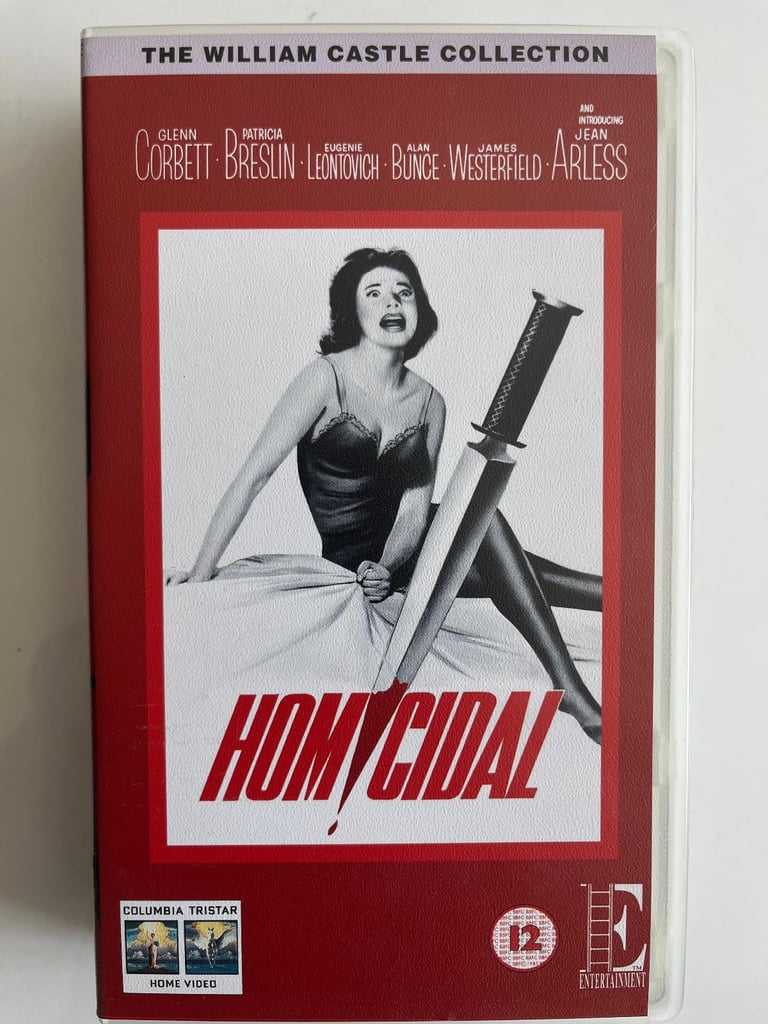 THE WILLIAM CASTLE COLLECTION
GLENN CORBETT · PATRICIA BRESLIN · EUGENIE LEONTOVICH · ALAN BUNCE · JAMES WESTERFIELD · AND INTRODUCING JEAN ARLESS
HOMICIDAL
COLUMBIA TRISTAR
HOME VIDEO
12
E
ENTERTAINMENT
TM